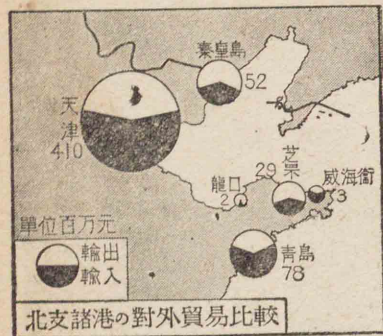 秦皇島
52
天津
410
芝罘
29
威海衛
3
龍口
2
青島
78
單位百万元
輸出
輸入
北支諸港の對外貿易比較